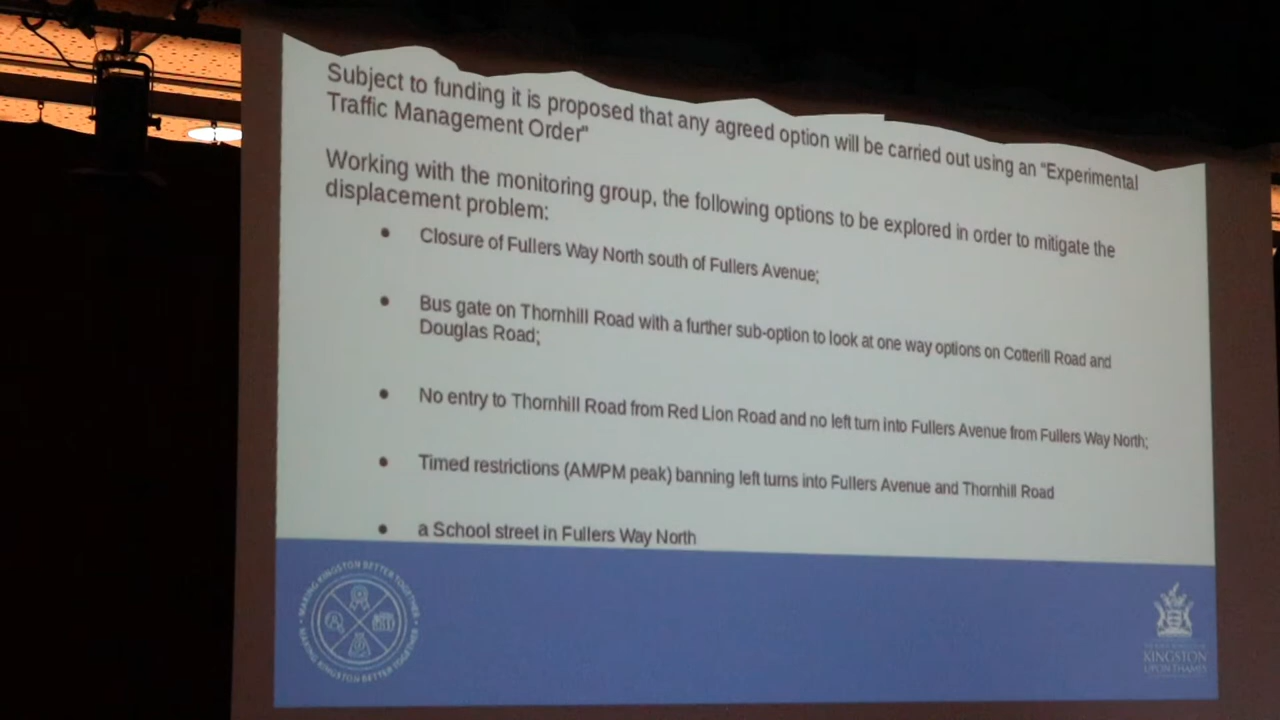 Subject to funding it is proposed that any agreed option will be carried out using an “Experimental
Traffic Management Order"
Working with the monitoring group, the following options to be explored in order to mitigate the
displacement problem:
● Closure of Fullers Way North south of Fullers Avenue;
● Bus gate on Thornhill Road with a further sub-option to look at one way options on Cotterill Road and
Douglas Road;
● No entry to Thornhill Road from Red Lion Road and no left turn into Fullers Avenue from Fullers Way North;
● Timed restrictions (AM/PM peak) banning left turns into Fullers Avenue and Thornhill Road
● a School street in Fullers Way North
• MAKING KINGSTON BETTER TOGETHER •
MAKING KINGSTON BETTER TOGETHER
KINGSTON
UPON THAMES